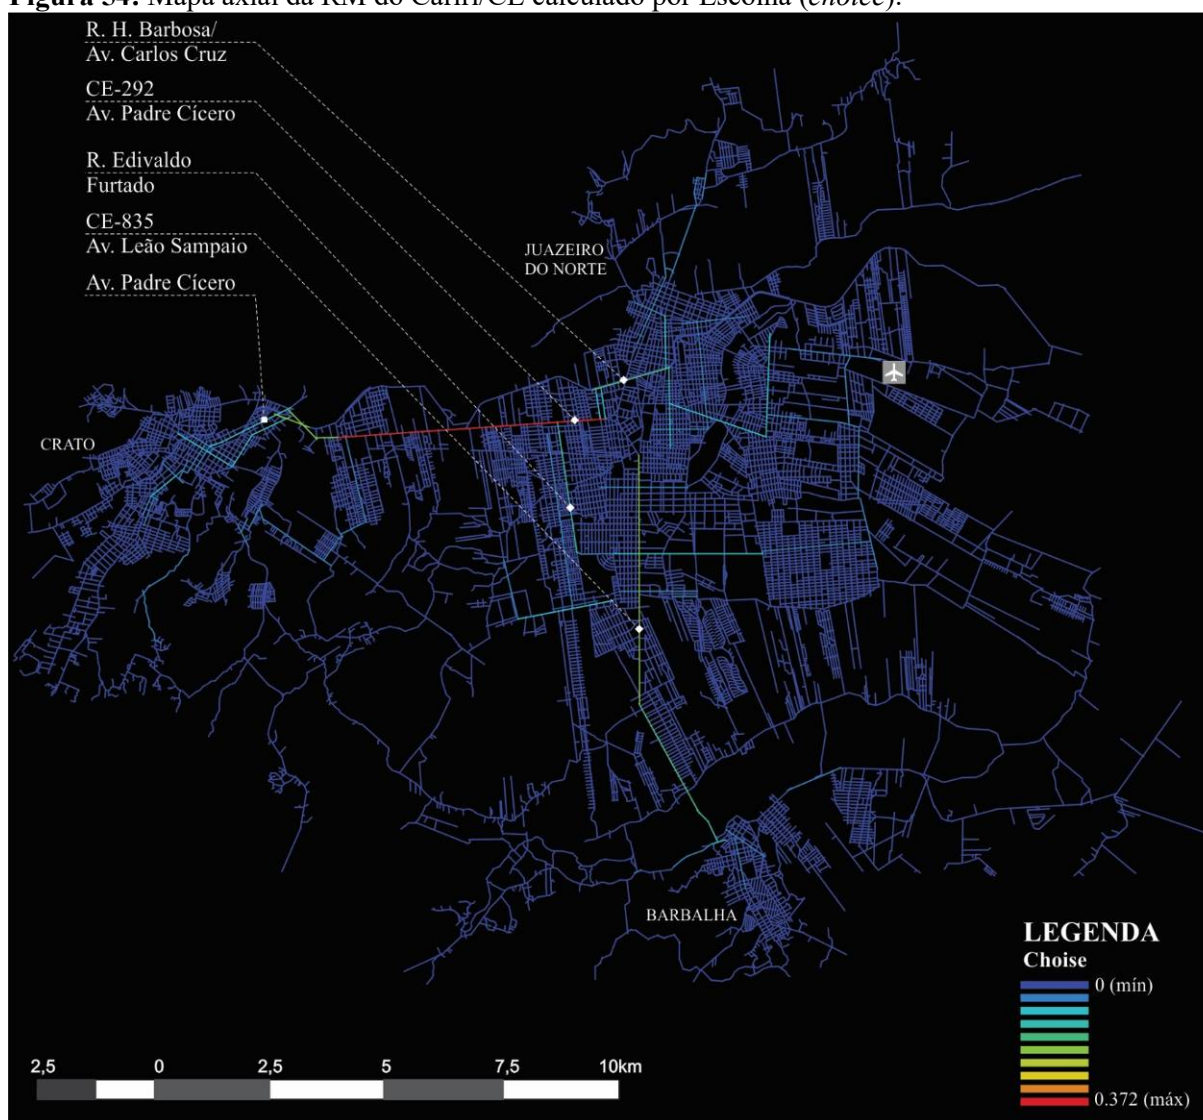 Figura 34: Mapa axial da RM do Cariri/CE calculado por Escolha (choice).
R. H. Barbosa/
Av. Carlos Cruz
CE-292
Av. Padre Cícero
R. Edivaldo
Furtado
CE-835
Av. Leão Sampaio
Av. Padre Cícero
JUAZEIRO
DO NORTE
CRATO
BARBALHA
LEGENDA
Choise
0 (mín)
0.372 (máx)
2,5 0 2,5 5 7,5 10km